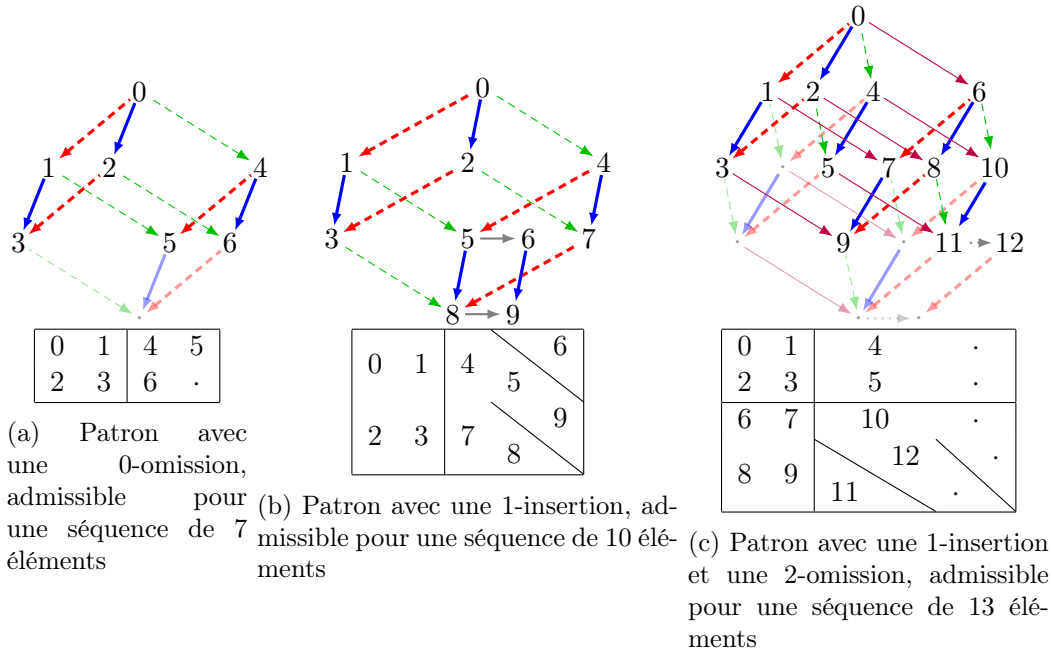 0
1 2 4
3 5 6
0 1 4 5
2 3 6 .
(a) Patron avec
une 0-omission,
admissible pour
une séquence de 7
éléments
0
1 2 4
3 5 6 7
8 9
0 1 4 5 6
2 3 7 8 9
(b) Patron avec une 1-insertion, ad-
missible pour une séquence de 10 élé-
ments
0
1 2 4 6
3 5 7 8 10
9 11 12
0 1 4 .
2 3 5 .
6 7 10 .
8 9 11 12 . .
(c) Patron avec une 1-insertion
et une 2-omission, admissible
pour une séquence de 13 élé-
ments